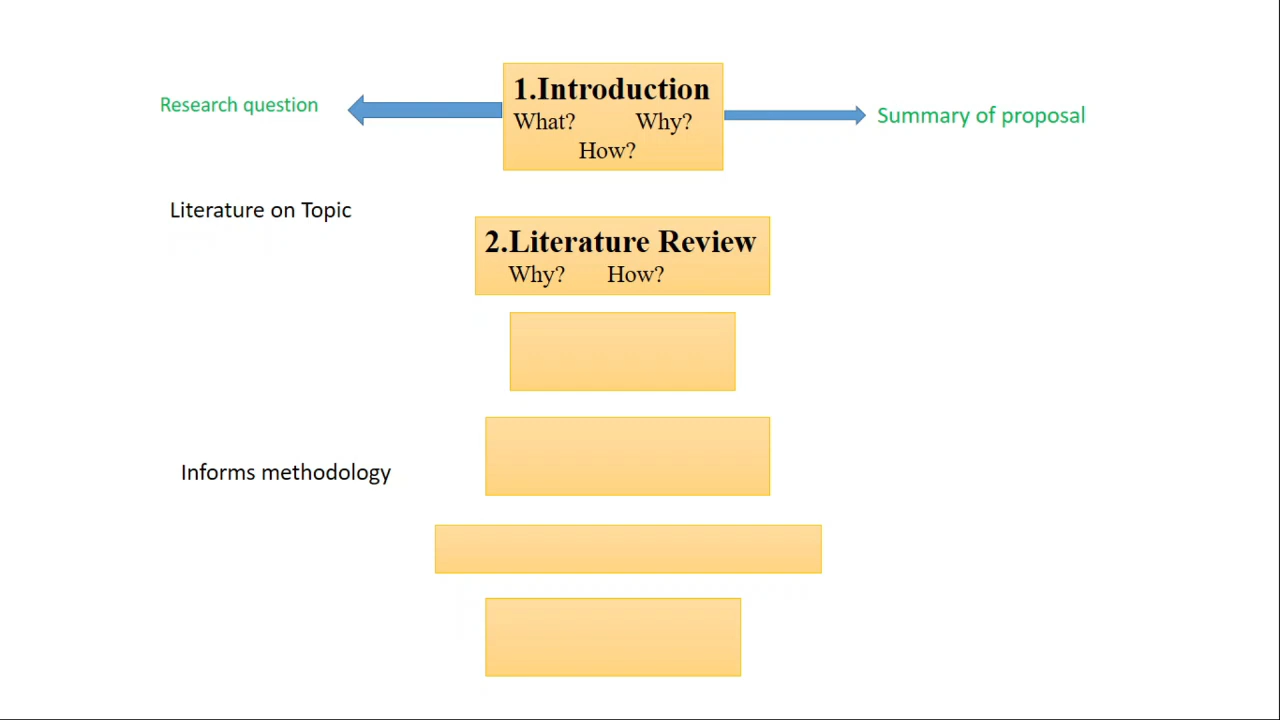 1.Introduction
What? Why?
How?
Research question
Summary of proposal
Literature on Topic
2.Literature Review
Why? How?
Informs methodology